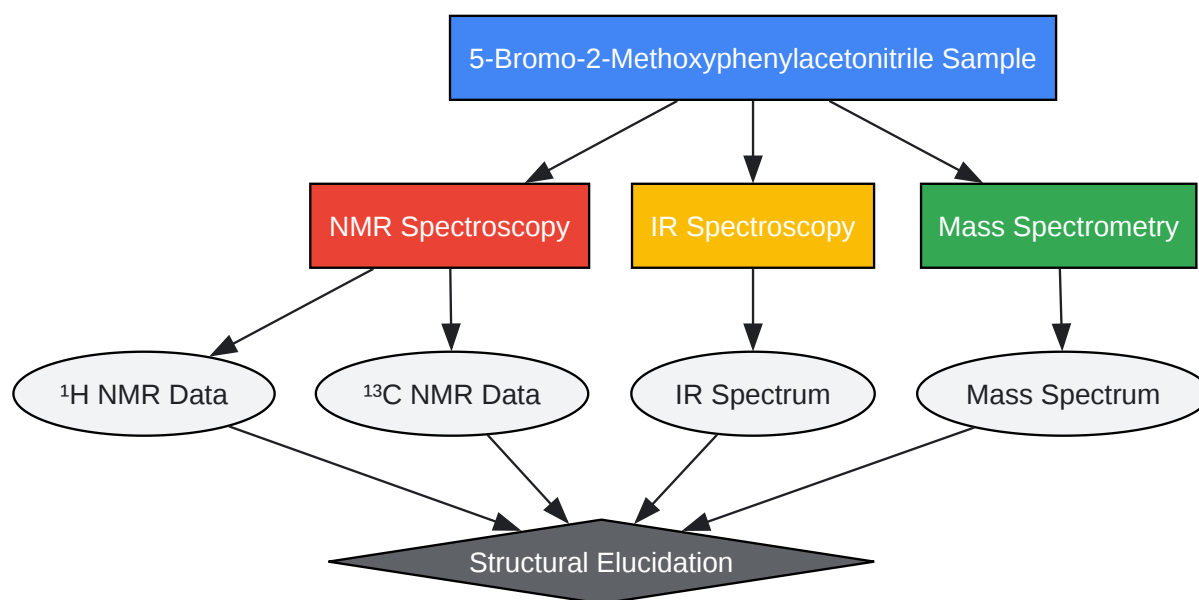 5-Bromo-2-Methoxyphenylacetonitrile Sample
NMR Spectroscopy
IR Spectroscopy
Mass Spectrometry
¹H NMR Data
¹³C NMR Data
IR Spectrum
Mass Spectrum
Structural Elucidation